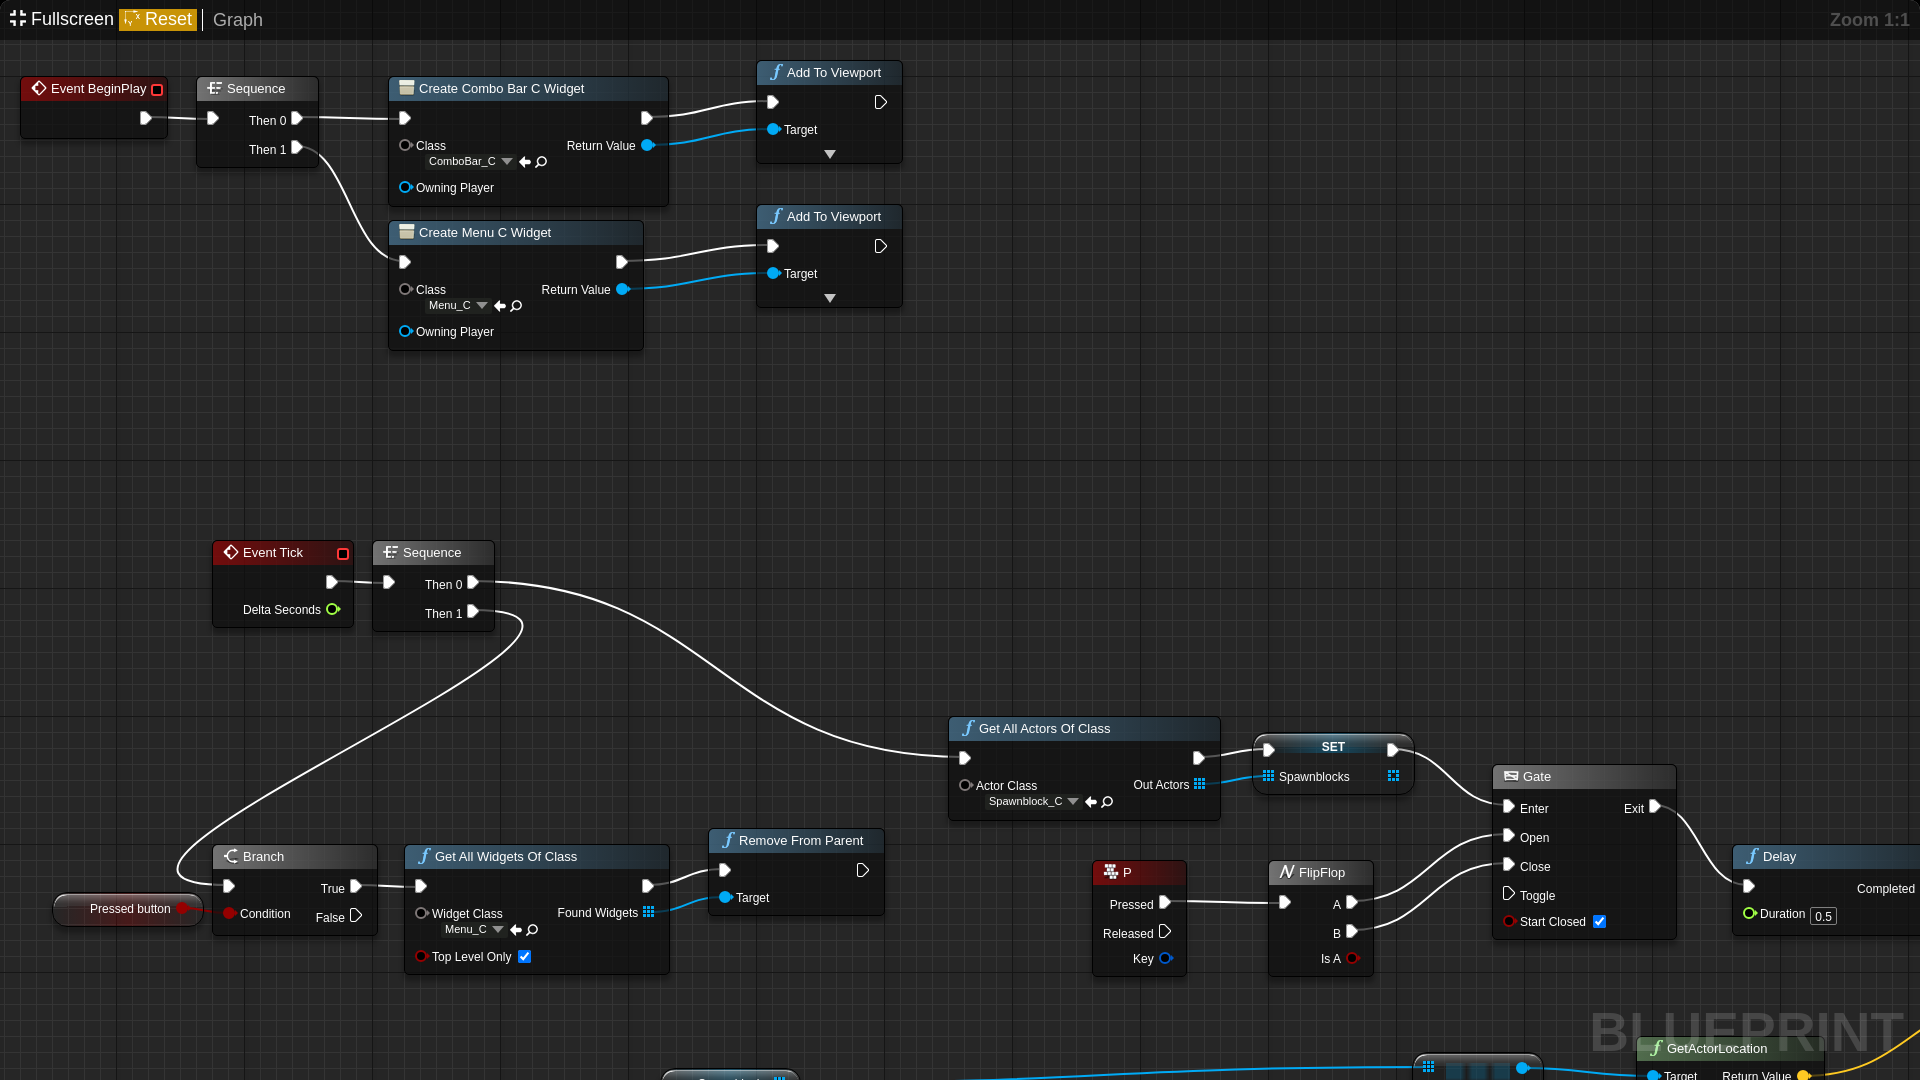 Fullscreen Reset Graph Zoom 1:1
Event BeginPlay
Sequence
Then 0
Then 1
Create Combo Bar C Widget
Class
ComboBar_C
Return Value
Owning Player
Add To Viewport
Target
Create Menu C Widget
Class
Menu_C
Return Value
Owning Player
Add To Viewport
Target
Event Tick
Delta Seconds
Sequence
Then 0
Then 1
Get All Actors Of Class
Actor Class
Spawnblock_C
Out Actors
SET
Spawnblocks
Gate
Enter Exit
Open
Close
Toggle
Start Closed
Delay
Completed
Duration 0.5
Pressed button
Branch
True
Condition
False
Get All Widgets Of Class
Widget Class
Menu_C
Found Widgets
Top Level Only
Remove From Parent
Target
P
Pressed
Released
Key
FlipFlop
A
B
Is A
BLUEPRINT
GetActorLocation
Target Return Value